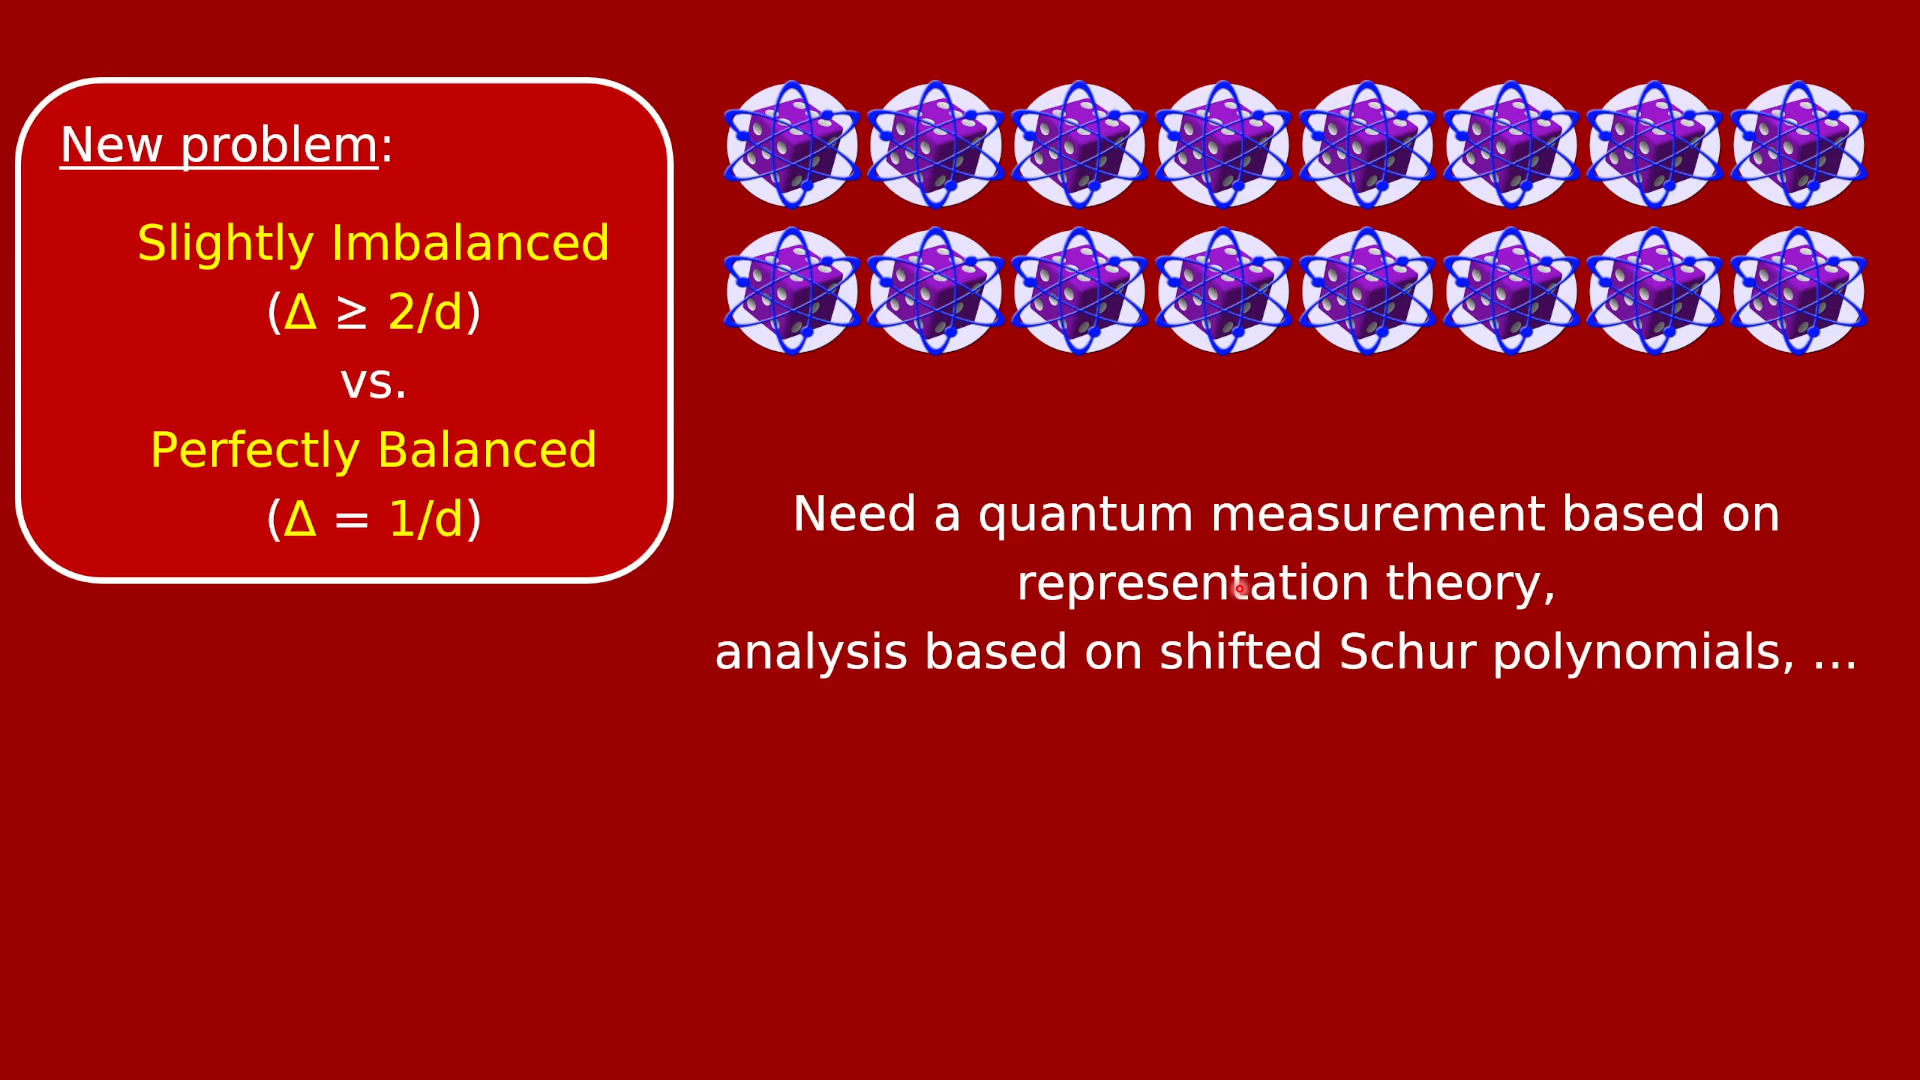 New problem:
Slightly Imbalanced
(Δ ≥ 2/d)
vs.
Perfectly Balanced
(Δ = 1/d)
Need a quantum measurement based on
representation theory,
analysis based on shifted Schur polynomials, …